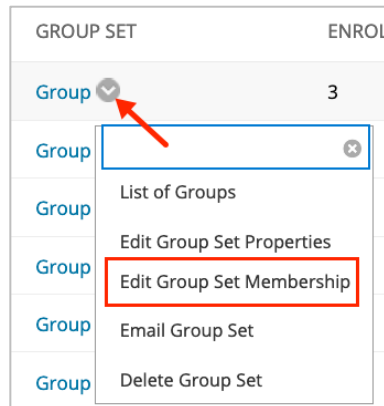 GROUP SET ENROL
Group 3
Group
List of Groups
Group
Edit Group Set Properties
Group
Edit Group Set Membership
Group
Email Group Set
Group
Delete Group Set